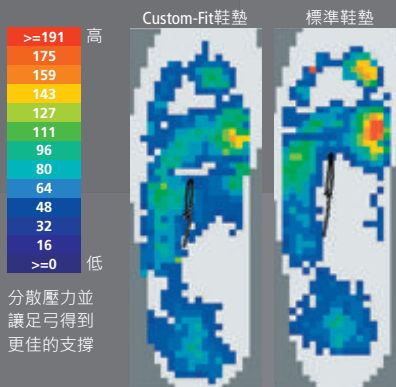 Custom-Fit鞋墊
標準鞋墊
>=191 高
175
159
143
127
111
96
80
64
48
32
16
>=0 低
分散壓力並
讓足弓得到
更佳的支撐